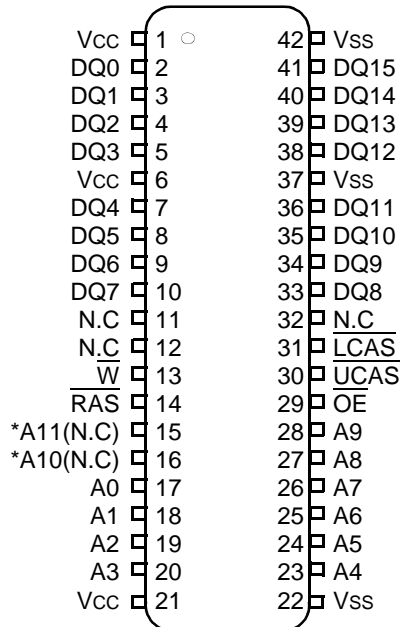 VCC 1 42 VSS
DQ0 2 41 DQ15
DQ1 3 40 DQ14
DQ2 4 39 DQ13
DQ3 5 38 DQ12
VCC 6 37 VSS
DQ4 7 36 DQ11
DQ5 8 35 DQ10
DQ6 9 34 DQ9
DQ7 10 33 DQ8
N.C 11 32 N.C
N.C 12 31 L̅C̅A̅S̅
W̅ 13 30 U̅C̅A̅S̅
R̅A̅S̅ 14 29 O̅E̅
*A11(N.C) 15 28 A9
*A10(N.C) 16 27 A8
A0 17 26 A7
A1 18 25 A6
A2 19 24 A5
A3 20 23 A4
VCC 21 22 VSS